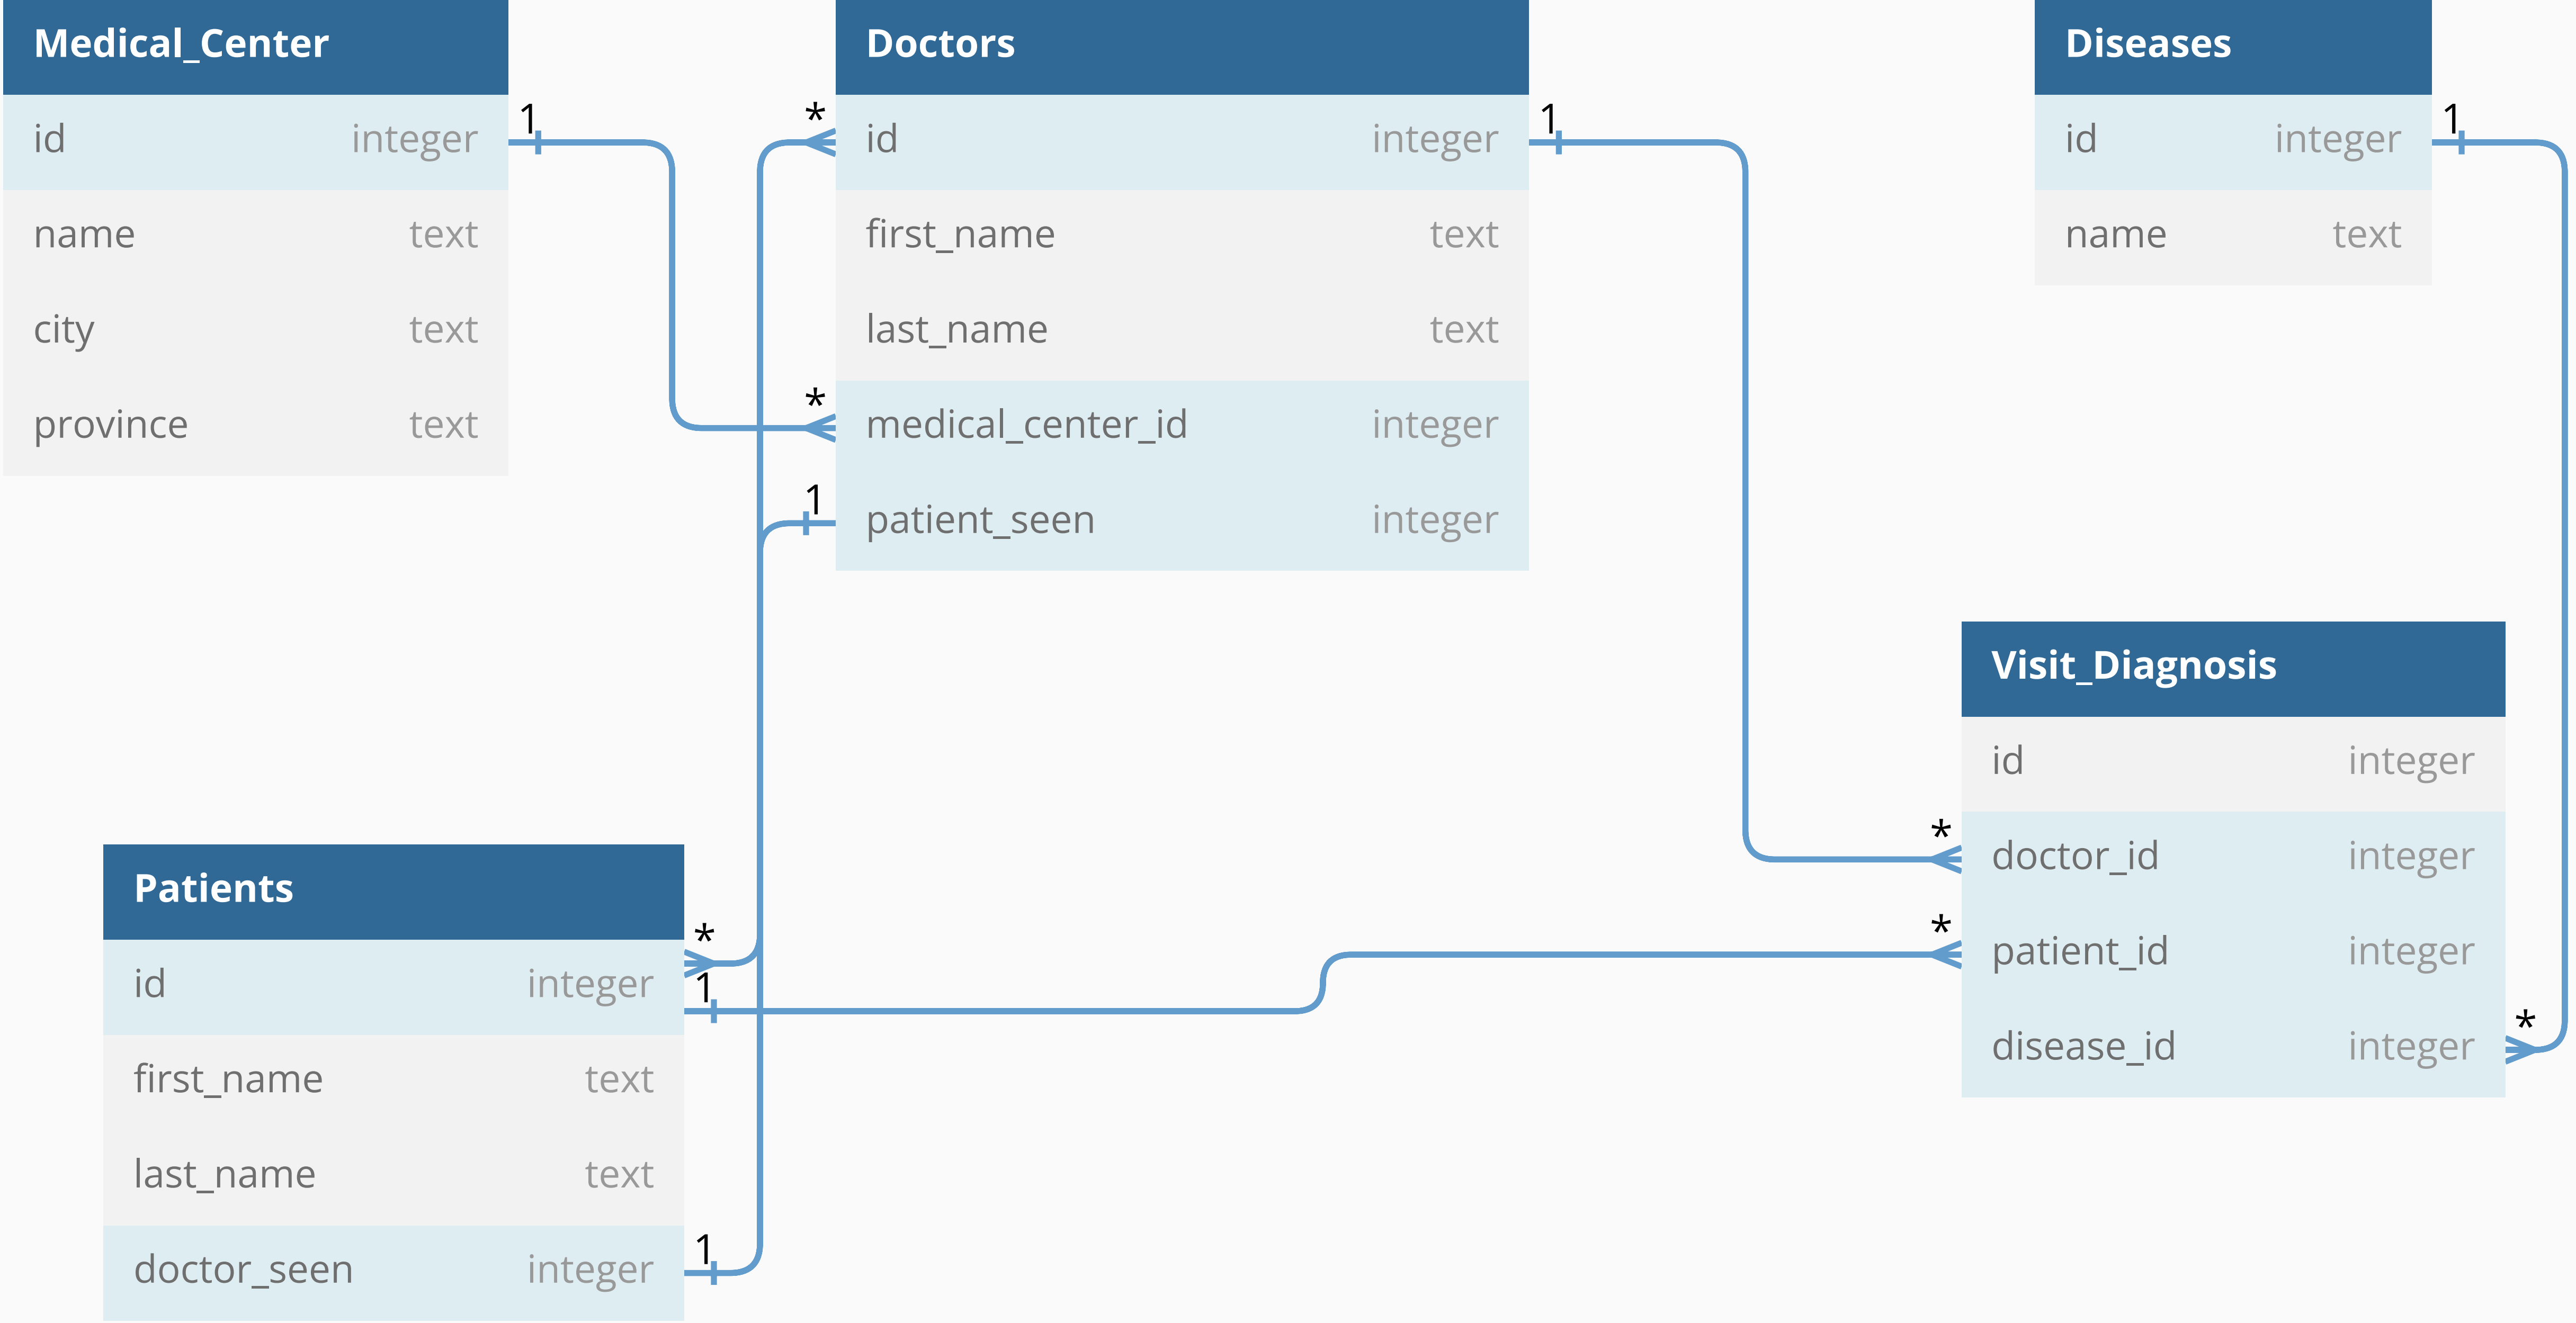 Medical_Center
id integer
name text
city text
province text
Doctors
id integer
first_name text
last_name text
medical_center_id integer
patient_seen integer
Diseases
id integer
name text
Visit_Diagnosis
id integer
doctor_id integer
patient_id integer
disease_id integer
Patients
id integer
first_name text
last_name text
doctor_seen integer
1
*
*
1
1
1
*
*
*
*
1
1